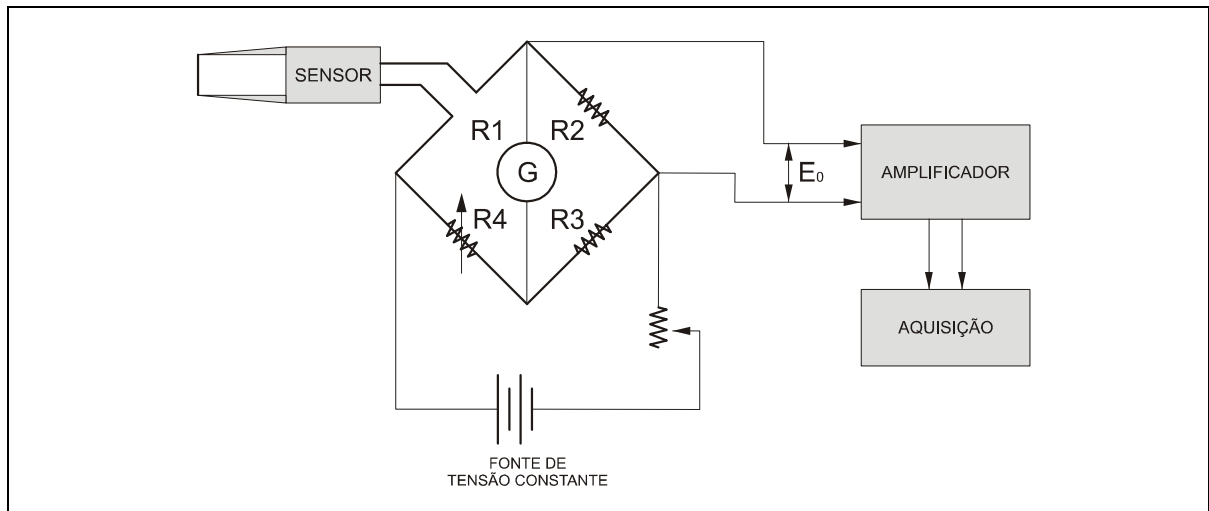 SENSOR
R1
R2
G
R4
R3
E₀
AMPLIFICADOR
AQUISIÇÃO
FONTE DE
TENSÃO CONSTANTE